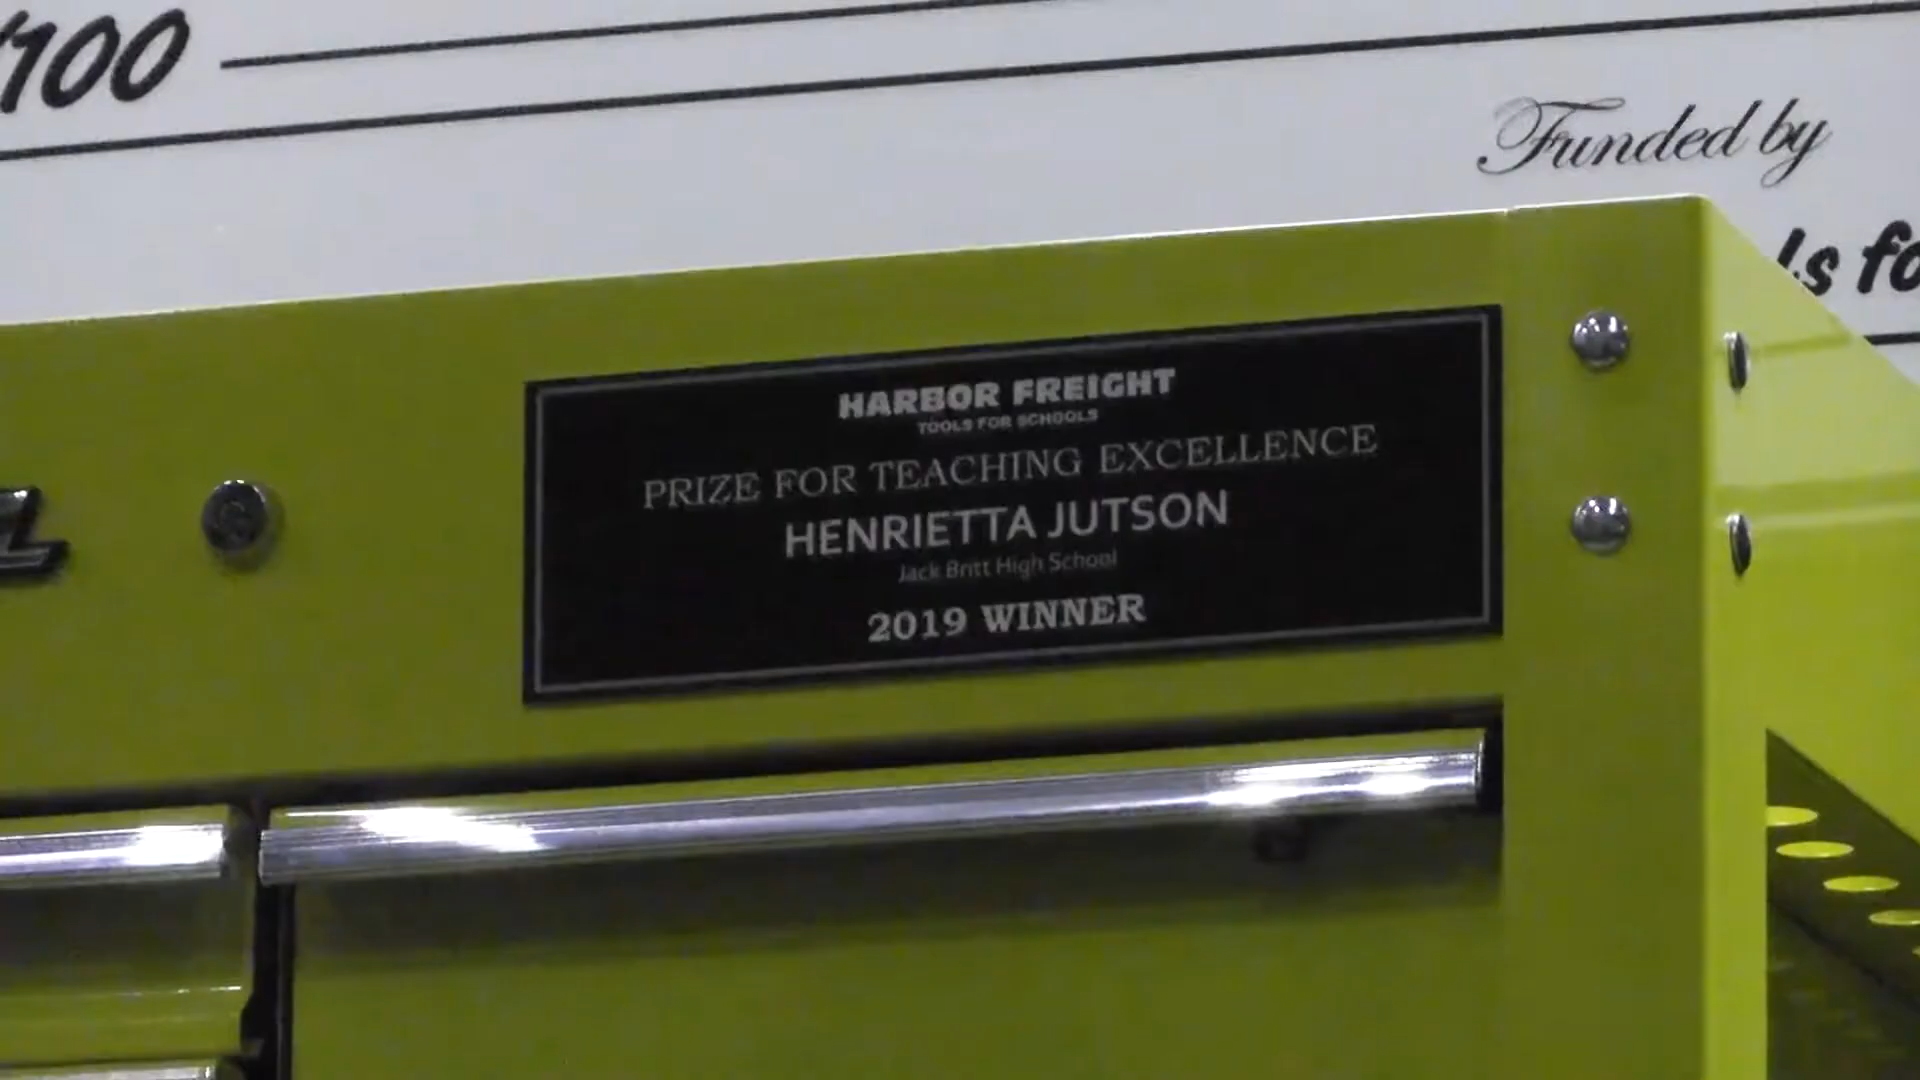 /100
Funded by
ls fo
HARBOR FREIGHT
TOOLS FOR SCHOOLS
PRIZE FOR TEACHING EXCELLENCE
HENRIETTA JUTSON
Jack Britt High School
2019 WINNER